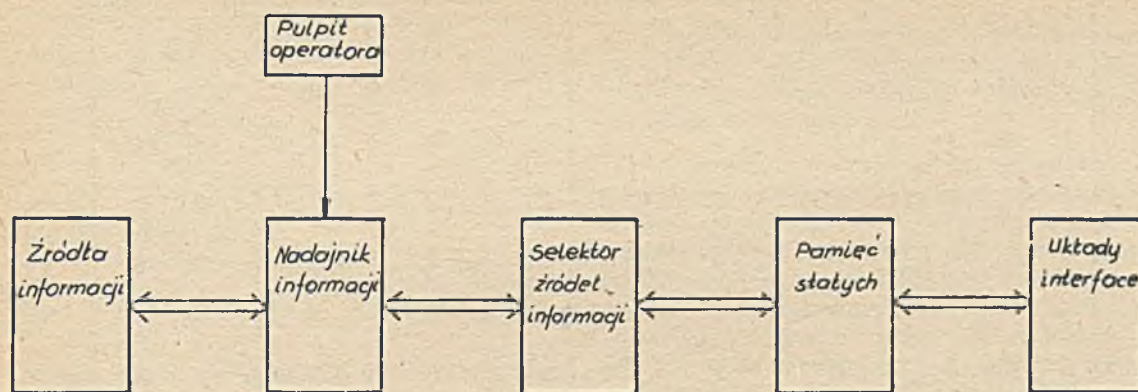 Pulpit
operatora
Źródła
informacji
Nadajnik
informacji
Selektor
źródeł
informacji
Pamięć
stałych
Układy
interface